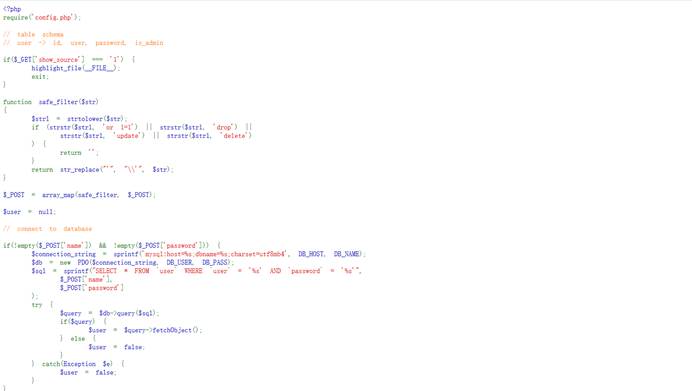 <?php
require('config.php');
// table schema
// user -> id, user, password, is_admin
if($_GET['show_source'] === '1') {
highlight_file(__FILE__);
exit;
}
function safe_filter($str)
{
$strl = strtolower($str);
if (strstr($strl, 'or 1=1') || strstr($strl, 'drop') ||
strstr($strl, 'update') || strstr($strl, 'delete')
) {
return '';
}
return str_replace("'", "\\'", $str);
}
$_POST = array_map(safe_filter, $_POST);
$user = null;
// connect to database
if(!empty($_POST['name']) && !empty($_POST['password'])) {
$connection_string = sprintf('mysql:host=%s;dbname=%s;charset=utf8mb4', DB_HOST, DB_NAME);
$db = new PDO($connection_string, DB_USER, DB_PASS);
$sql = sprintf("SELECT * FROM `user` WHERE `user` = '%s' AND `password` = '%s'",
$_POST['name'],
$_POST['password']
);
try {
$query = $db->query($sql);
if($query) {
$user = $query->fetchObject();
} else {
$user = false;
}
} catch(Exception $e) {
$user = false;
}
}